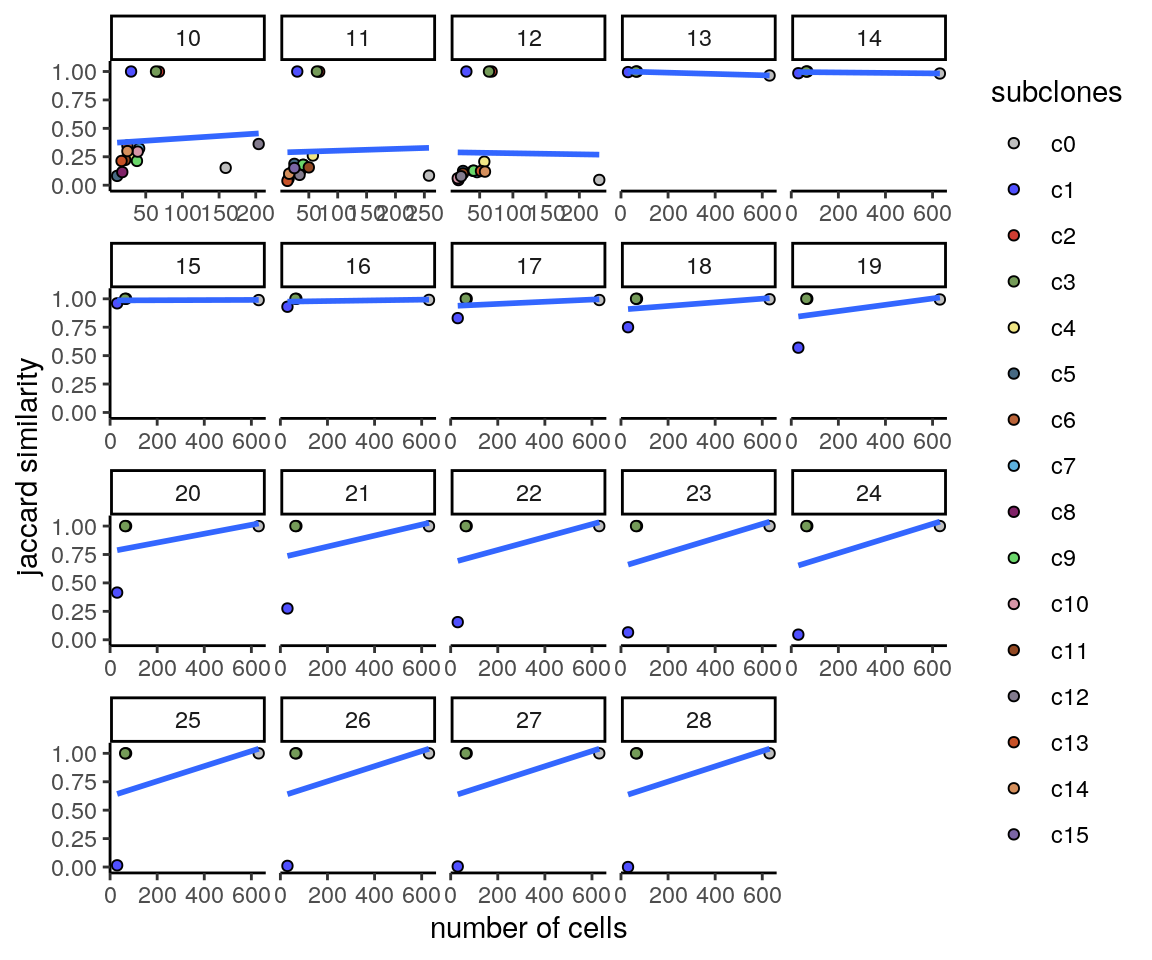 10 11 12 13 14
1.00
0.75
0.50
0.25
0.00
50 100 150 200 50 100 150 200 250 50 100 150 200 0 200 400 600 0 200 400 600
15 16 17 18 19
1.00
0.75
0.50
0.25
0.00
0 200 400 600 0 200 400 600 0 200 400 600 0 200 400 600 0 200 400 600
20 21 22 23 24
1.00
0.75
0.50
0.25
0.00
0 200 400 600 0 200 400 600 0 200 400 600 0 200 400 600 0 200 400 600
25 26 27 28
1.00
0.75
0.50
0.25
0.00
0 200 400 600 0 200 400 600 0 200 400 600 0 200 400 600
jaccard similarity
number of cells
subclones
c0
c1
c2
c3
c4
c5
c6
c7
c8
c9
c10
c11
c12
c13
c14
c15